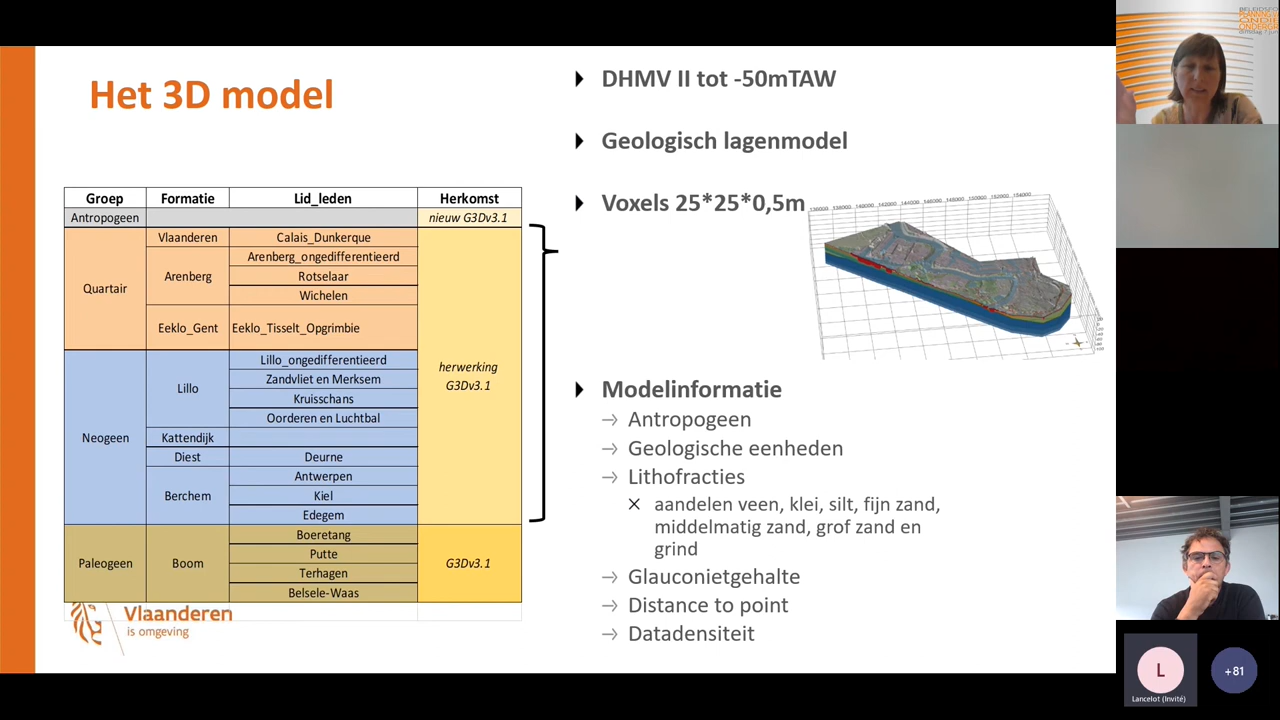 Het 3D model
Groep Formatie Lid_leden Herkomst
Antropogeen nieuw G3Dv3.1
Quartair
Vlaanderen Calais_Dunkerque
Arenberg Arenberg_ongedifferentieerd
Rotselaar
Wichelen
Eeklo_Gent Eeklo_Tisselt_Opgrimbie
herwerking
G3Dv3.1
Neogeen
Lillo Lillo_ongedifferentieerd
Zandvliet en Merksem
Kruisschans
Oorderen en Luchtbal
Kattendijk
Diest Deurne
Berchem Antwerpen
Kiel
Edegem
Paleogeen Boom Boeretang
Putte
Terhagen
Belsele-Waas
G3Dv3.1
Vlaanderen
is omgeving
DHMV II tot -50mTAW
Geologisch lagenmodel
Voxels 25*25*0,5m
Modelinformatie
Antropogeen
Geologische eenheden
Lithofracties
aandelen veen, klei, silt, fijn zand,
middelmatig zand, grof zand en
grind
Glauconietgehalte
Distance to point
Datadensiteit
L
Lancelot (Invité)
+81